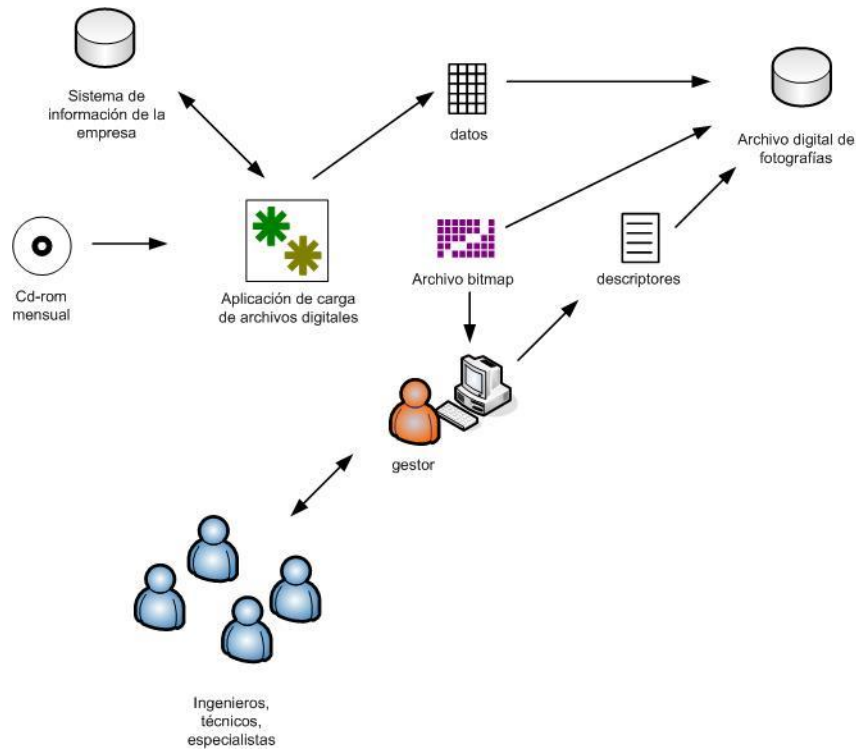 Sistema de
información de la
empresa
datos
Archivo digital de
fotografías
Cd-rom
mensual
Aplicación de carga
de archivos digitales
Archivo bitmap
descriptores
gestor
Ingenieros,
técnicos,
especialistas